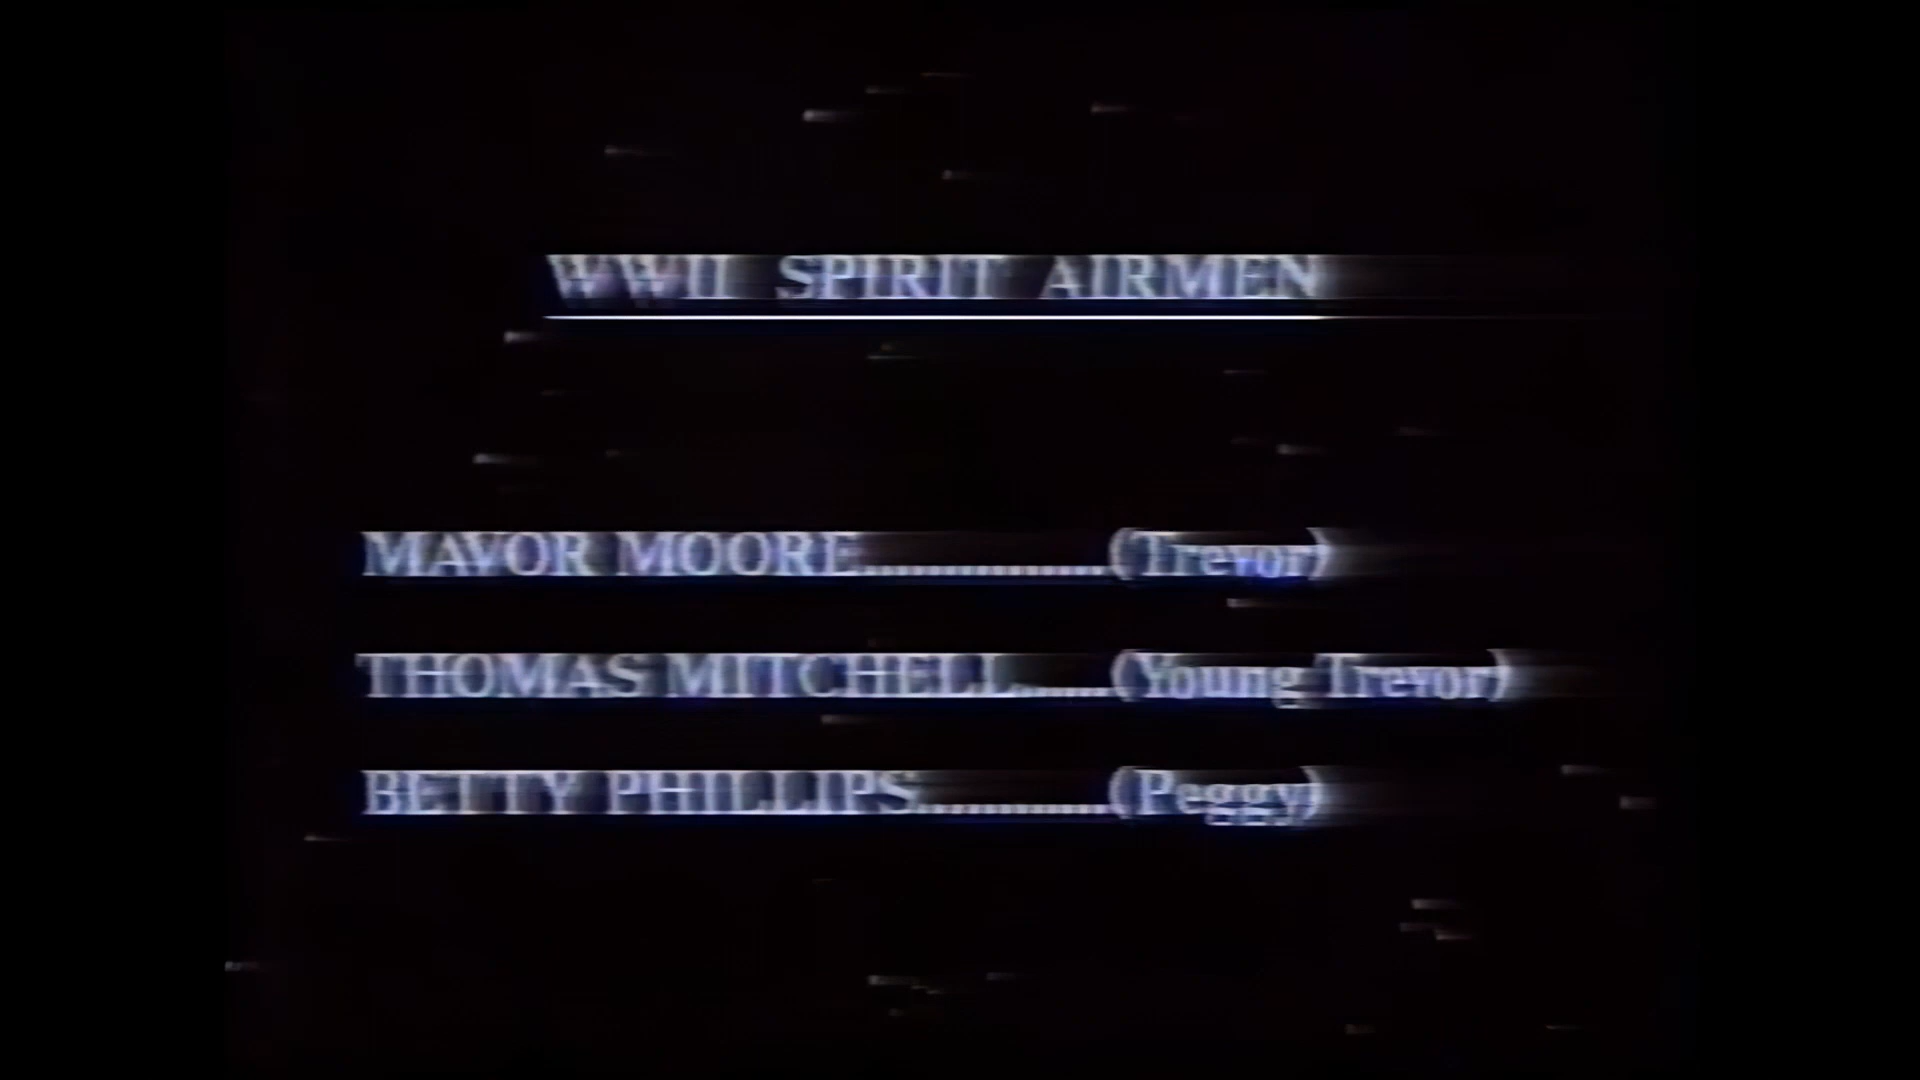 WWII SPIRIT AIRMEN
MAVOR MOORE..................(Trevor)
THOMAS MITCHELL.......(Young Trevor)
BETTY PHILLIPS..............(Peggy)